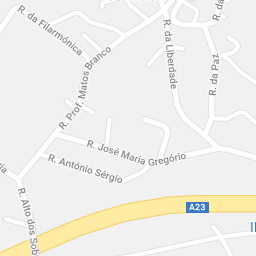 R. da Filarmónica
R. Prof. Matos Branco
R. da Liberdade
R. da Paz
R. José Maria Gregório
R. António Sérgio
R. Alto dos Sob
A23